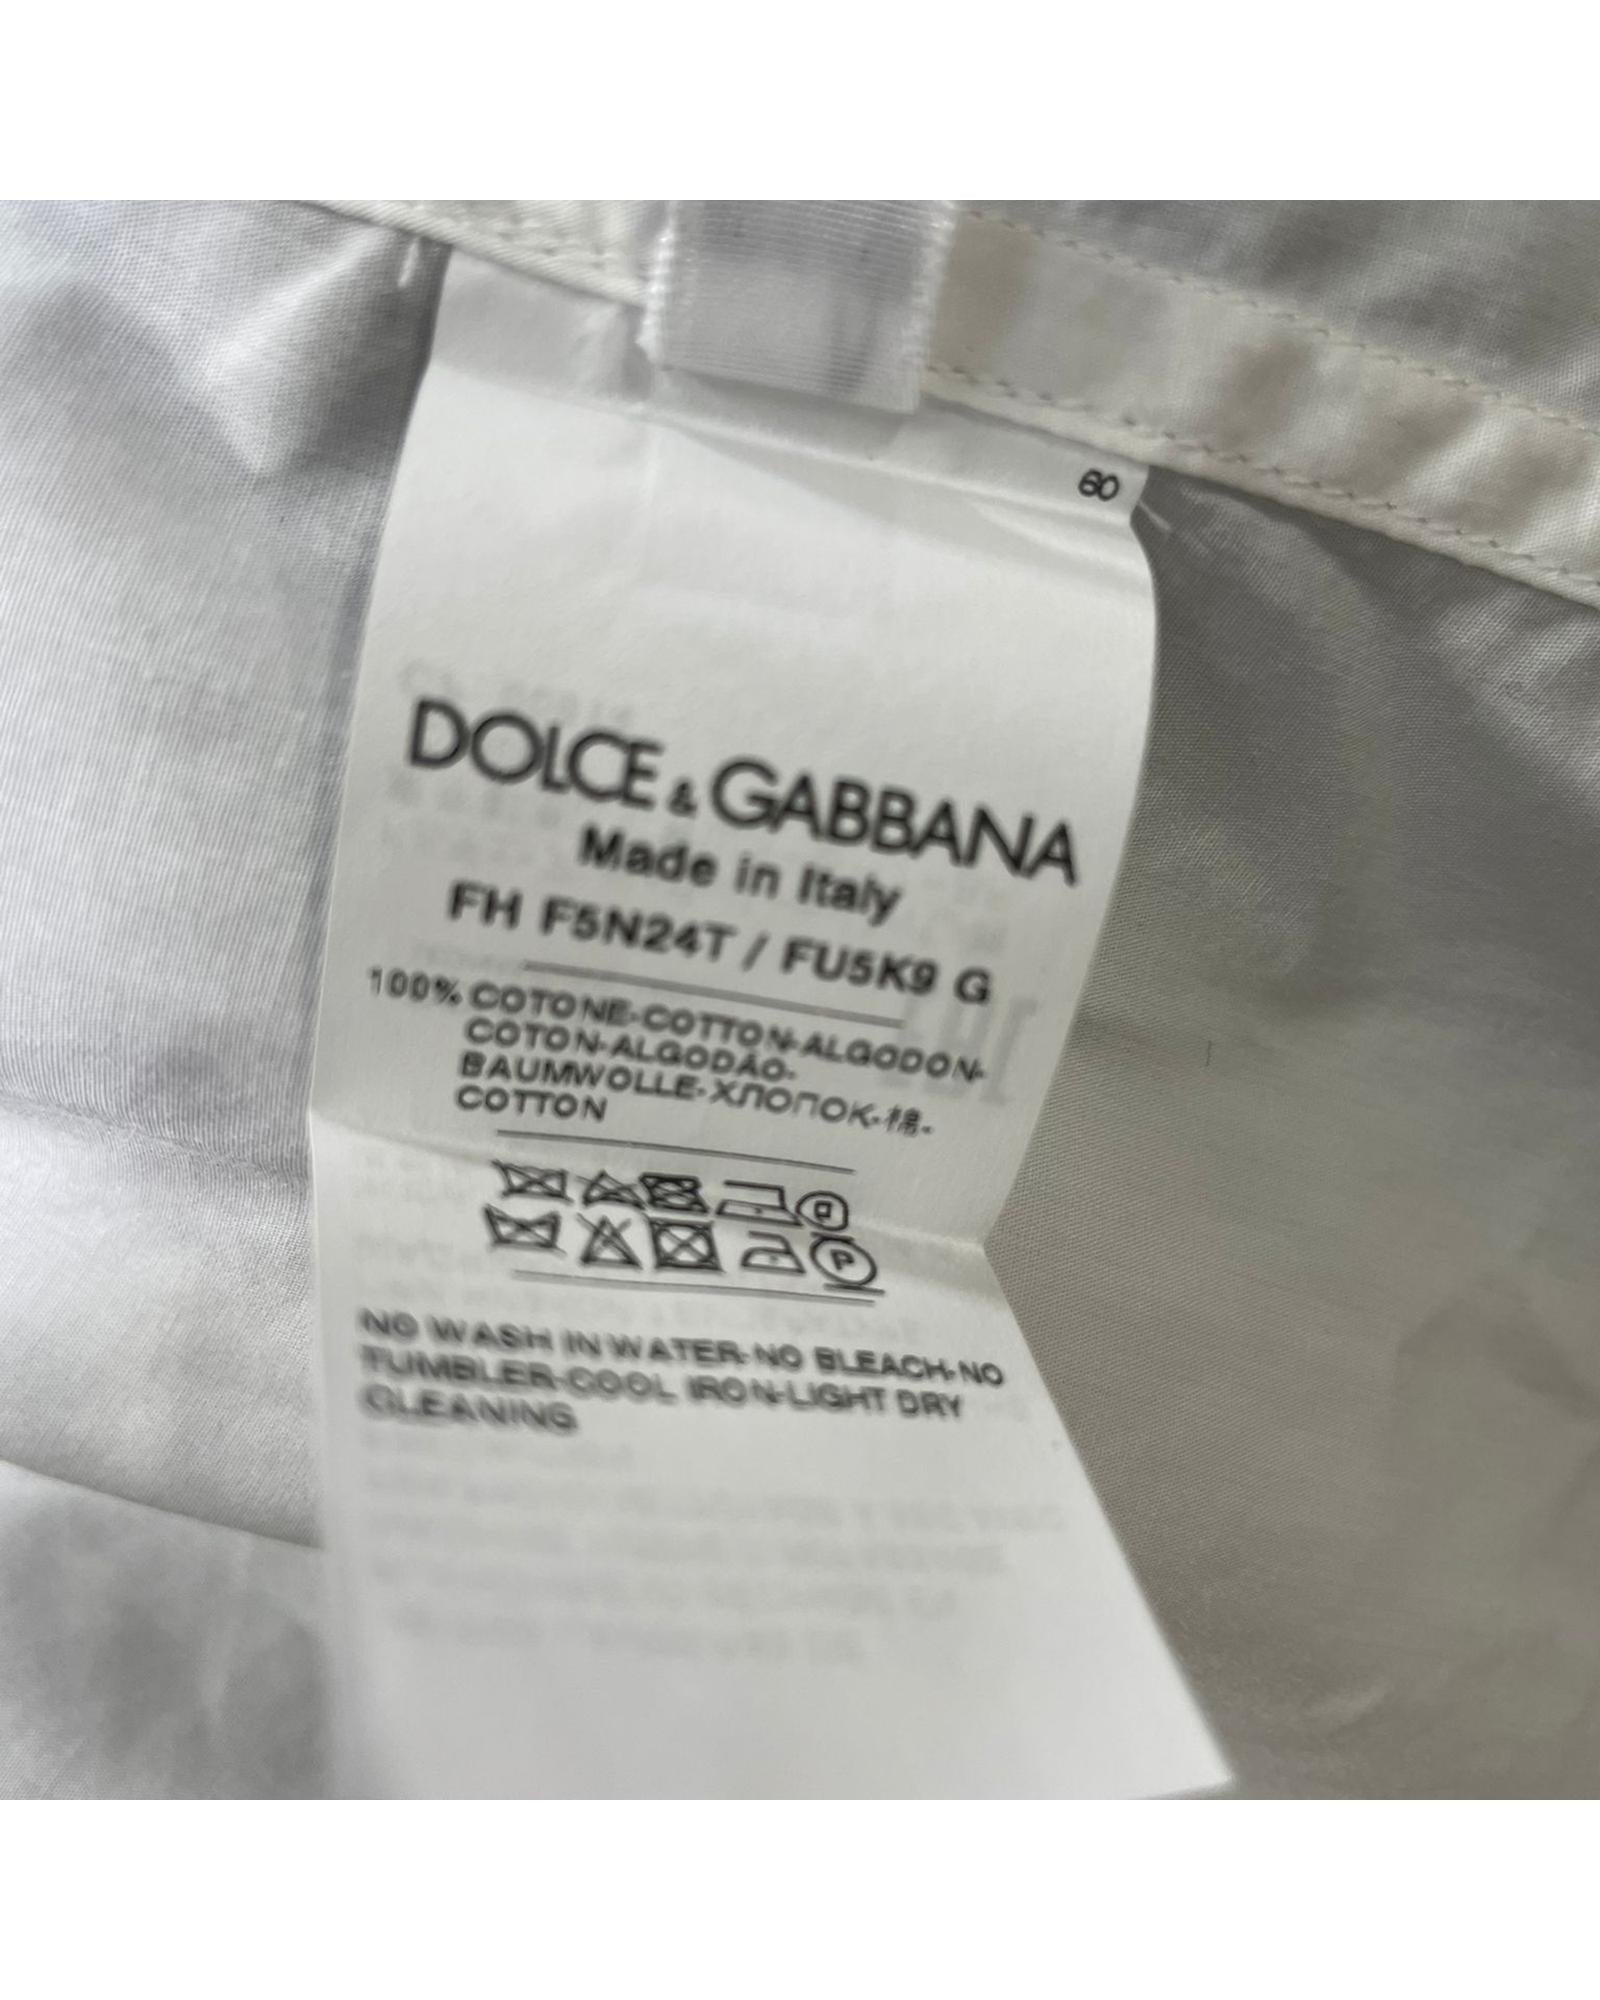 60
DOLCE & GABBANA
Made in Italy
FH F5N24T / FU5K9 G
100% COTONE-COTTON-ALGODON-
COTON-ALGODÃO-
BAUMWOLLE-ХЛОПОК-棉-
COTTON
P
NO WASH IN WATER-NO BLEACH-NO
TUMBLER-COOL IRON-LIGHT DRY
CLEANING